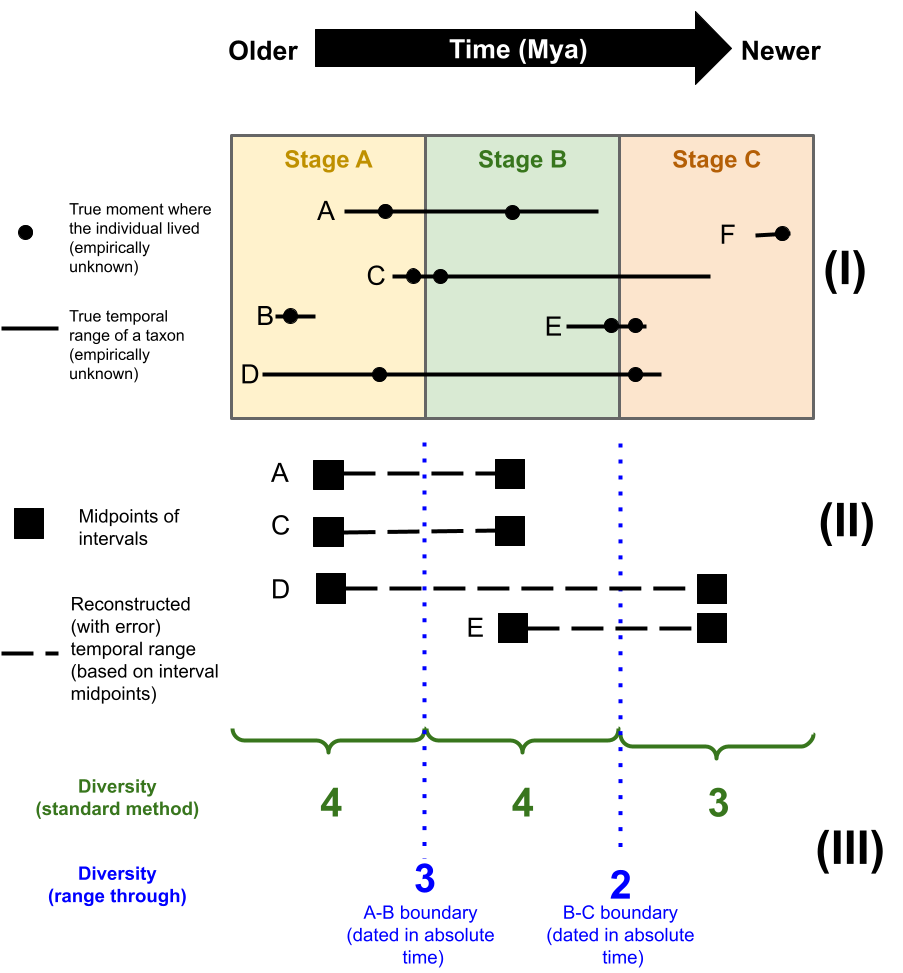 Older
Time (Mya)
Newer
Stage A
Stage B
Stage C
True moment where
the individual lived
(empirically
unknown)
True temporal
range of a taxon
(empirically
unknown)
A
F
C
B
E
D
(I)
A
C
D
E
Midpoints of
intervals
Reconstructed
(with error)
temporal range
(based on interval
midpoints)
(II)
Diversity
(standard method)
4
4
3
(III)
Diversity
(range through)
3
A-B boundary
(dated in absolute
time)
2
B-C boundary
(dated in absolute
time)